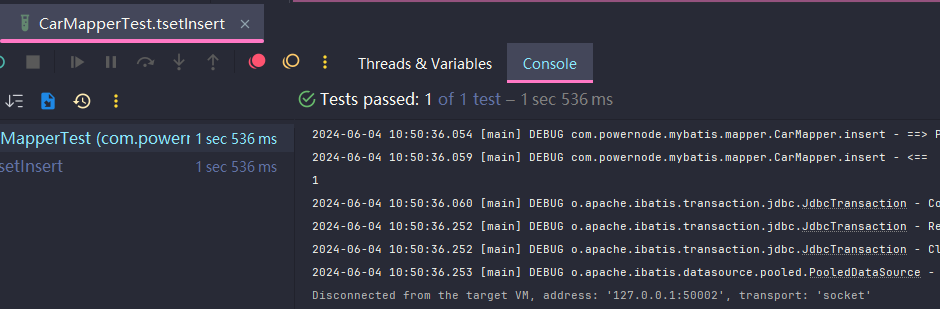 CarMapperTest.tsetInsert
Threads & Variables
Console
Tests passed: 1 of 1 test – 1 sec 536 ms
MapperTest (com.powern 1 sec 536 ms
setInsert 1 sec 536 ms
2024-06-04 10:50:36.054 [main] DEBUG com.powernode.mybatis.mapper.CarMapper.insert - ==> P
2024-06-04 10:50:36.059 [main] DEBUG com.powernode.mybatis.mapper.CarMapper.insert - <==
1
2024-06-04 10:50:36.060 [main] DEBUG o.apache.ibatis.transaction.jdbc.JdbcTransaction - Co
2024-06-04 10:50:36.252 [main] DEBUG o.apache.ibatis.transaction.jdbc.JdbcTransaction - Re
2024-06-04 10:50:36.252 [main] DEBUG o.apache.ibatis.transaction.jdbc.JdbcTransaction - Cl
2024-06-04 10:50:36.253 [main] DEBUG o.apache.ibatis.datasource.pooled.PooledDataSource -
Disconnected from the target VM, address: '127.0.0.1:50002', transport: 'socket'